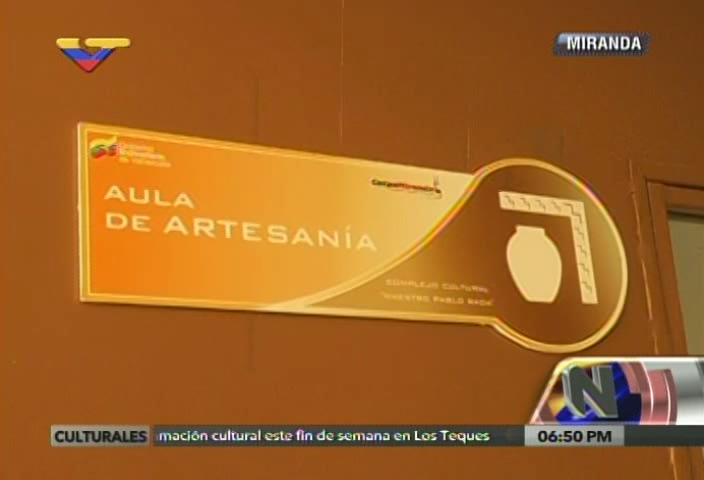 MIRANDA
AULA
DE ARTESANÍA
COMPLEJO CULTURAL
"MAESTRO PABLO RADA"
N
CULTURALES mación cultural este fin de semana en Los Teques 06:50 PM